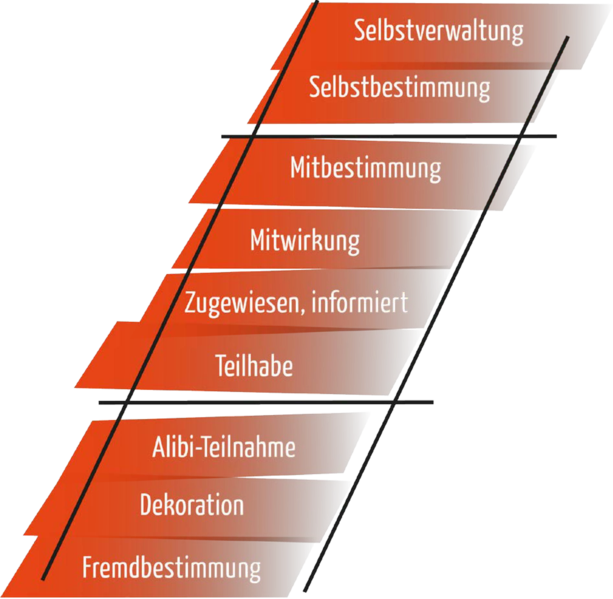 Selbstverwaltung
Selbstbestimmung
Mitbestimmung
Mitwirkung
Zugewiesen, informiert
Teilhabe
Alibi-Teilnahme
Dekoration
Fremdbestimmung